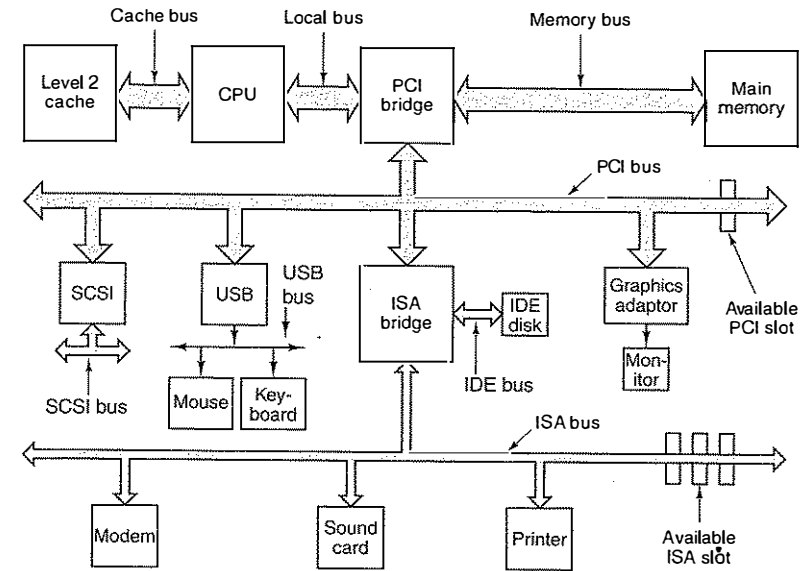 Cache bus
Local bus
Memory bus
Level 2
cache
CPU
PCI
bridge
Main
memory
PCI bus
SCSI
USB
USB
bus
ISA
bridge
IDE
disk
Graphics
adaptor
Available
PCI slot
SCSI bus
Mouse
Key-
board
IDE bus
Mon-
itor
ISA bus
Modem
Sound
card
Printer
Available
ISA slot